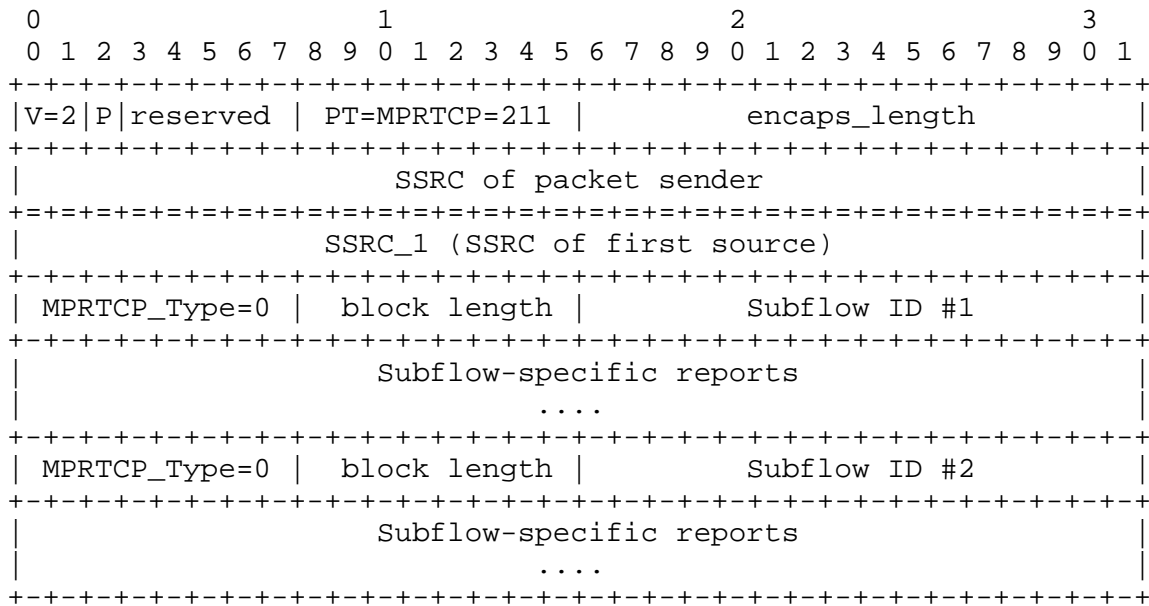 0                   1                   2                   3
 0 1 2 3 4 5 6 7 8 9 0 1 2 3 4 5 6 7 8 9 0 1 2 3 4 5 6 7 8 9 0 1
+-+-+-+-+-+-+-+-+-+-+-+-+-+-+-+-+-+-+-+-+-+-+-+-+-+-+-+-+-+-+-+-+
|V=2|P|reserved | PT=MPRTCP=211 |         encaps_length         |
+-+-+-+-+-+-+-+-+-+-+-+-+-+-+-+-+-+-+-+-+-+-+-+-+-+-+-+-+-+-+-+-+
|                     SSRC of packet sender                     |
+=+=+=+=+=+=+=+=+=+=+=+=+=+=+=+=+=+=+=+=+=+=+=+=+=+=+=+=+=+=+=+=+
|                 SSRC_1 (SSRC of first source)                 |
+-+-+-+-+-+-+-+-+-+-+-+-+-+-+-+-+-+-+-+-+-+-+-+-+-+-+-+-+-+-+-+-+
| MPRTCP_Type=0 |  block length |         Subflow ID #1         |
+-+-+-+-+-+-+-+-+-+-+-+-+-+-+-+-+-+-+-+-+-+-+-+-+-+-+-+-+-+-+-+-+
|                    Subflow-specific reports                   |
|                             ....                              |
+-+-+-+-+-+-+-+-+-+-+-+-+-+-+-+-+-+-+-+-+-+-+-+-+-+-+-+-+-+-+-+-+
| MPRTCP_Type=0 |  block length |         Subflow ID #2         |
+-+-+-+-+-+-+-+-+-+-+-+-+-+-+-+-+-+-+-+-+-+-+-+-+-+-+-+-+-+-+-+-+
|                    Subflow-specific reports                   |
|                             ....                              |
+-+-+-+-+-+-+-+-+-+-+-+-+-+-+-+-+-+-+-+-+-+-+-+-+-+-+-+-+-+-+-+-+